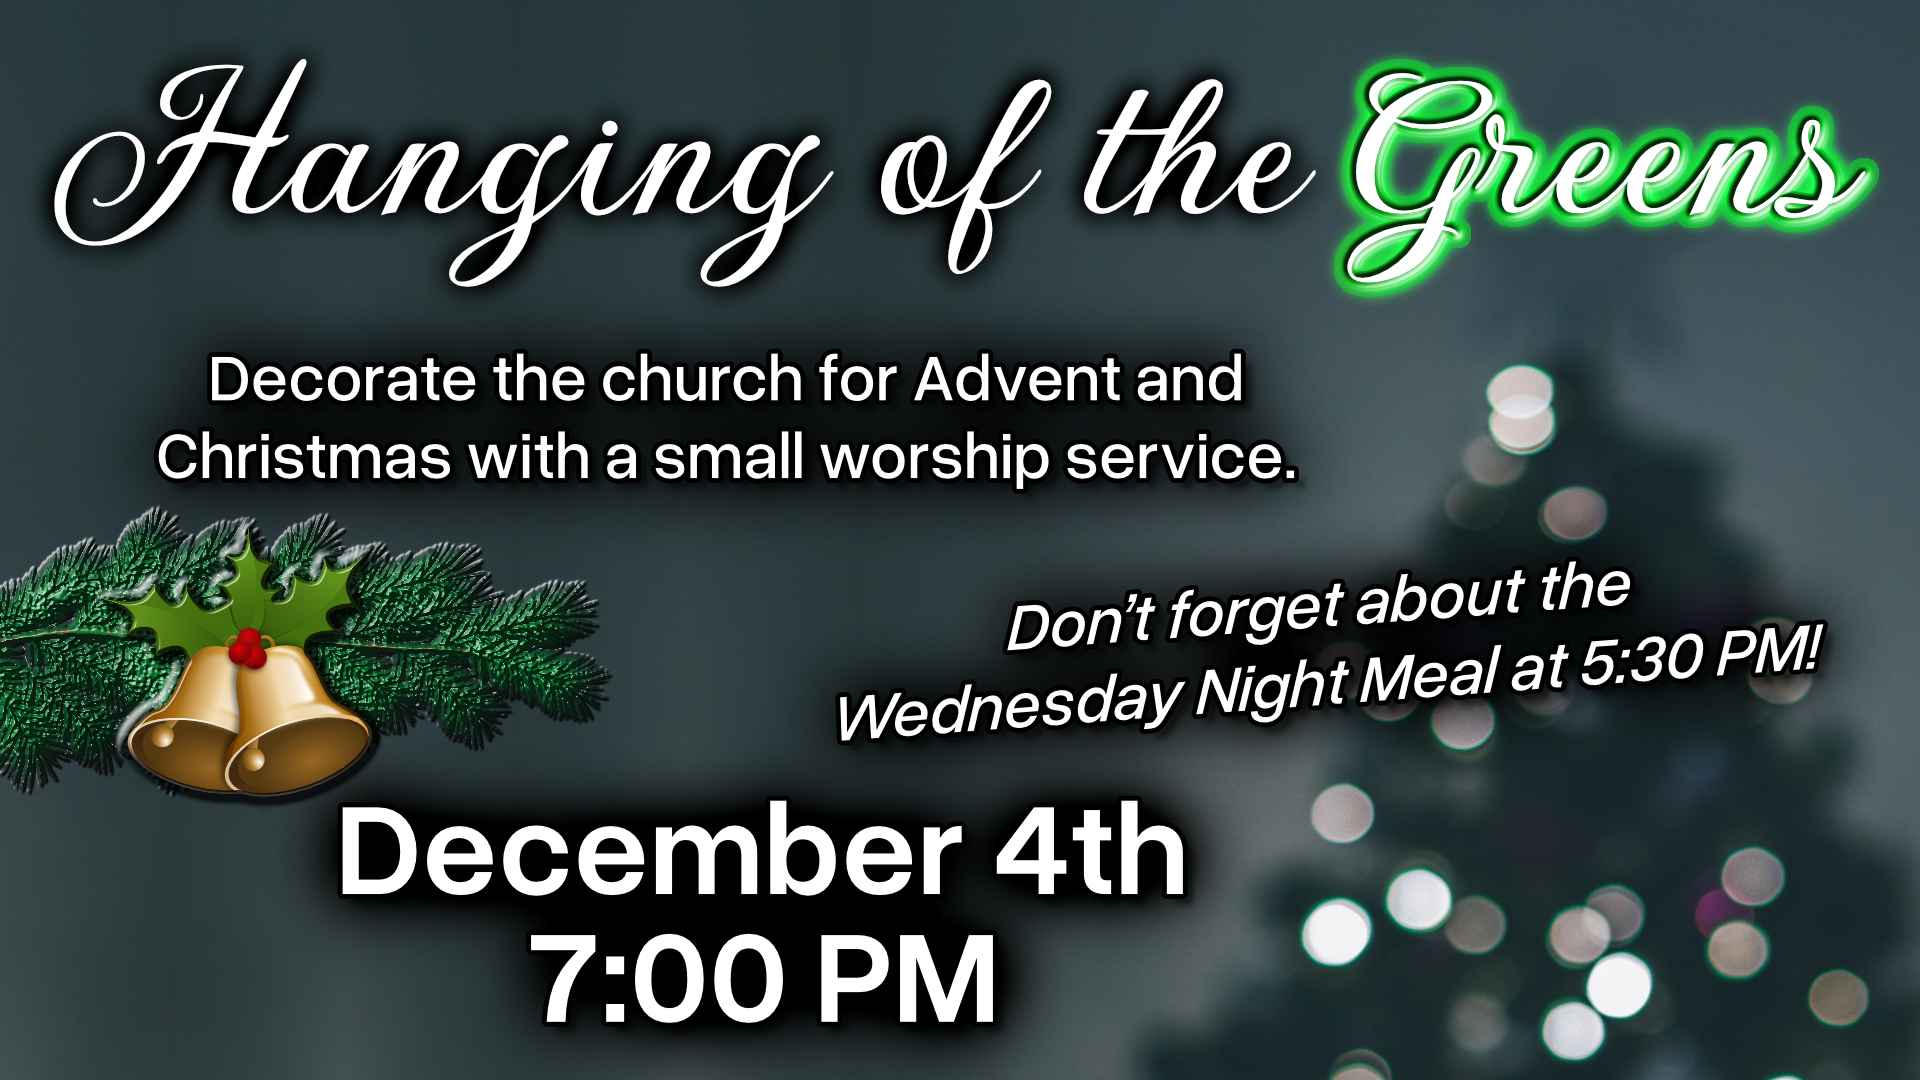 Hanging of the Greens
Decorate the church for Advent and
Christmas with a small worship service.
Don’t forget about the
Wednesday Night Meal at 5:30 PM!
December 4th
7:00 PM